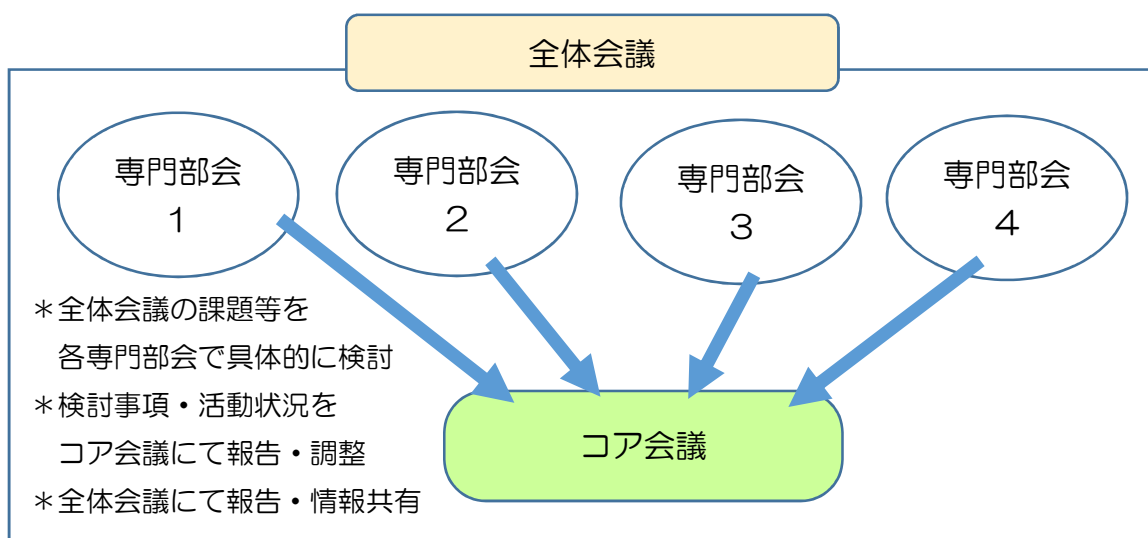 全体会議
専門部会
1
専門部会
2
専門部会
3
専門部会
4
＊全体会議の課題等を
各専門部会で具体的に検討
＊検討事項・活動状況を
コア会議にて報告・調整
＊全体会議にて報告・情報共有
コア会議